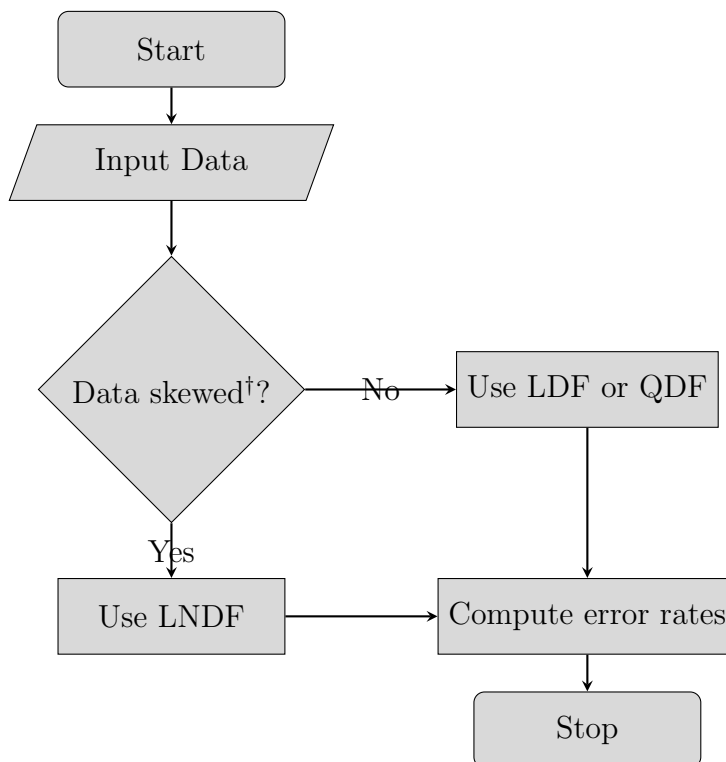 Start
Input Data
Data skewed†?
No
Use LDF or QDF
Yes
Use LNDF
Compute error rates
Stop